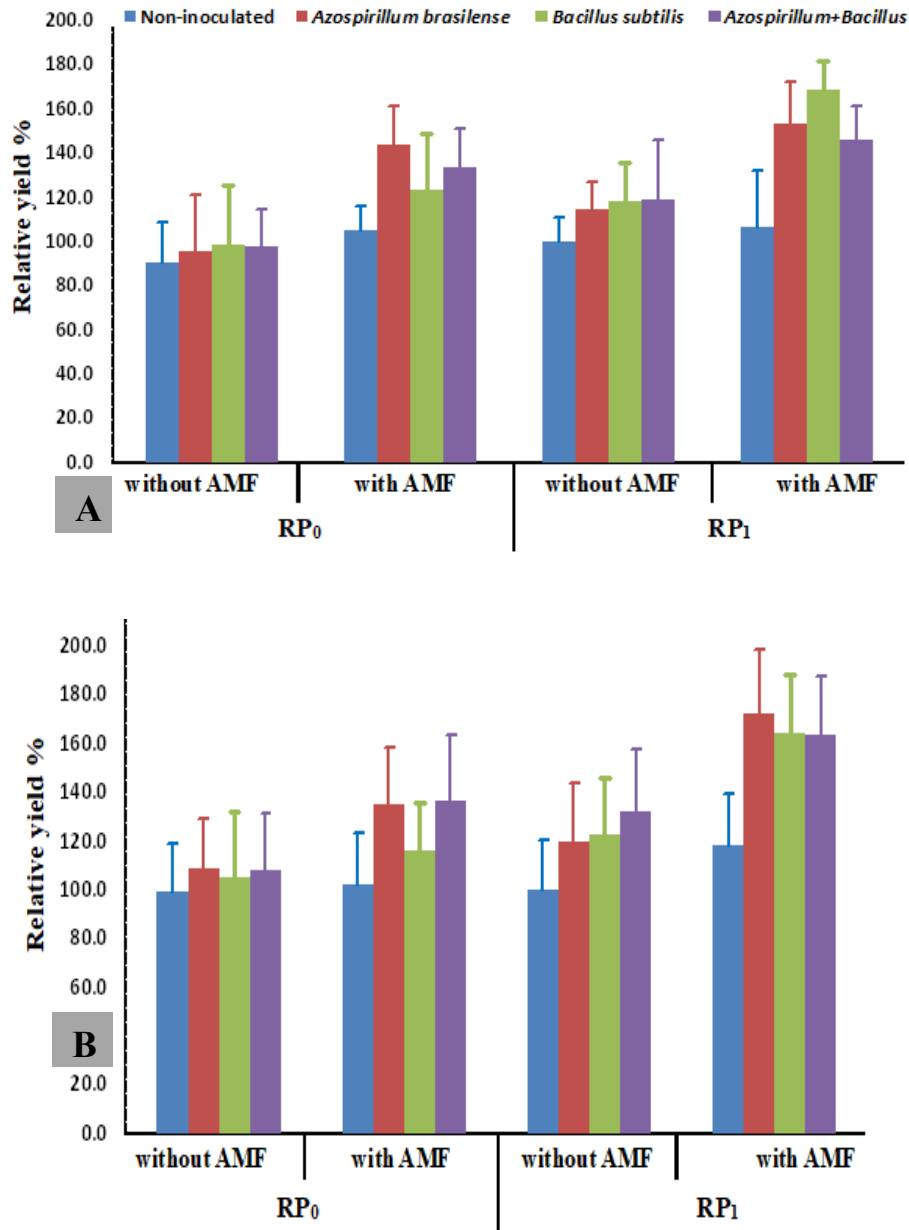 Non-inoculated Azospirillum brasilense Bacillus subtilis Azospirillum+Bacillus
200.0
180.0
160.0
140.0
120.0
100.0
80.0
60.0
40.0
20.0
0.0
Relative yield %
without AMF with AMF without AMF with AMF
A
RP₀ RP₁
200.0
180.0
160.0
140.0
120.0
100.0
80.0
60.0
20.0
0.0
Relative yield %
B
without AMF with AMF without AMF with AMF
RP₀ RP₁